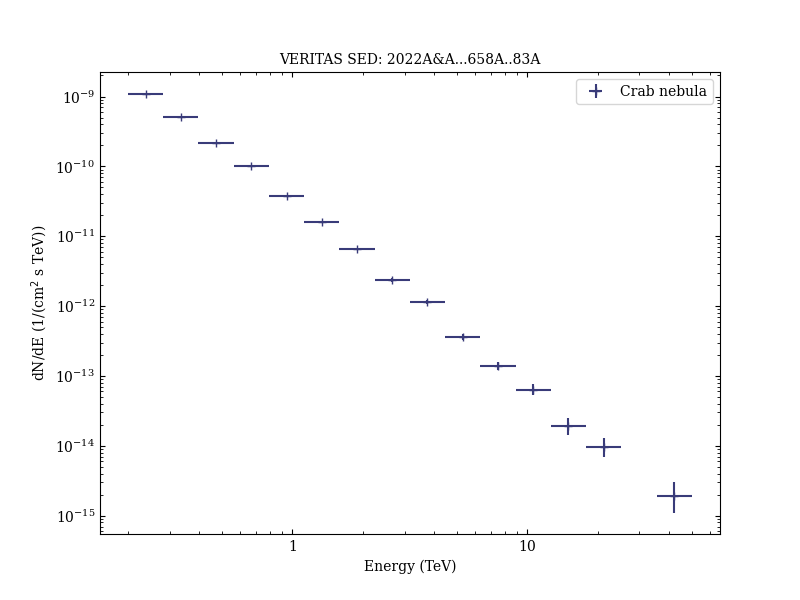 VERITAS SED: 2022A&A...658A..83A
Crab nebula
10⁻⁹
10⁻¹⁰
10⁻¹¹
10⁻¹²
10⁻¹³
10⁻¹⁴
10⁻¹⁵
dN/dE (1/(cm² s TeV))
1
10
Energy (TeV)